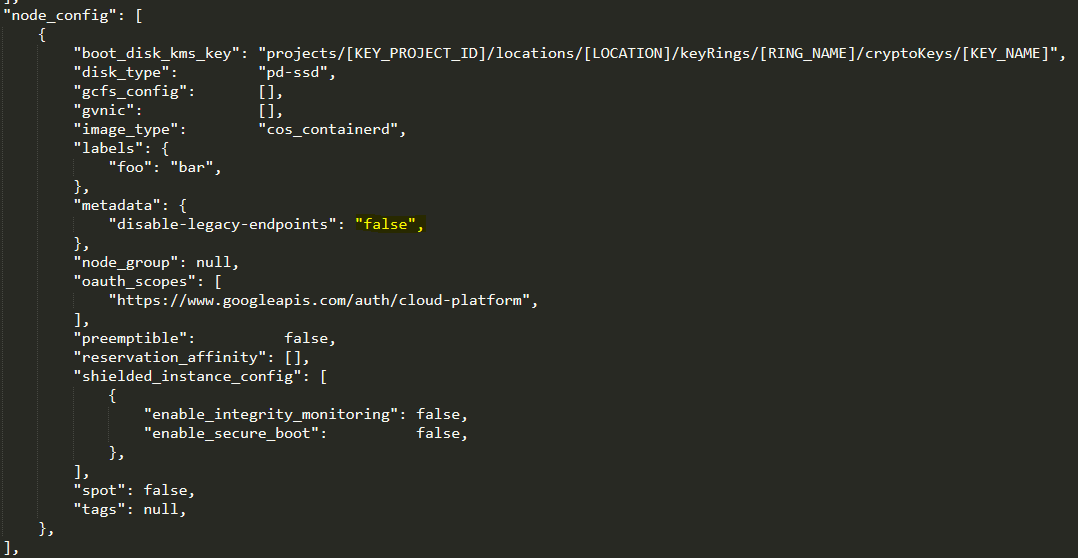 ],
"node_config": [
    {
        "boot_disk_kms_key": "projects/[KEY_PROJECT_ID]/locations/[LOCATION]/keyRings/[RING_NAME]/cryptoKeys/[KEY_NAME]",
        "disk_type":         "pd-ssd",
        "gcfs_config":       [],
        "gvnic":             [],
        "image_type":        "cos_containerd",
        "labels": {
            "foo": "bar",
        },
        "metadata": {
            "disable-legacy-endpoints": "false",
        },
        "node_group": null,
        "oauth_scopes": [
            "https://www.googleapis.com/auth/cloud-platform",
        ],
        "preemptible":          false,
        "reservation_affinity": [],
        "shielded_instance_config": [
            {
                "enable_integrity_monitoring": false,
                "enable_secure_boot":          false,
            },
        ],
        "spot": false,
        "tags": null,
    },
],